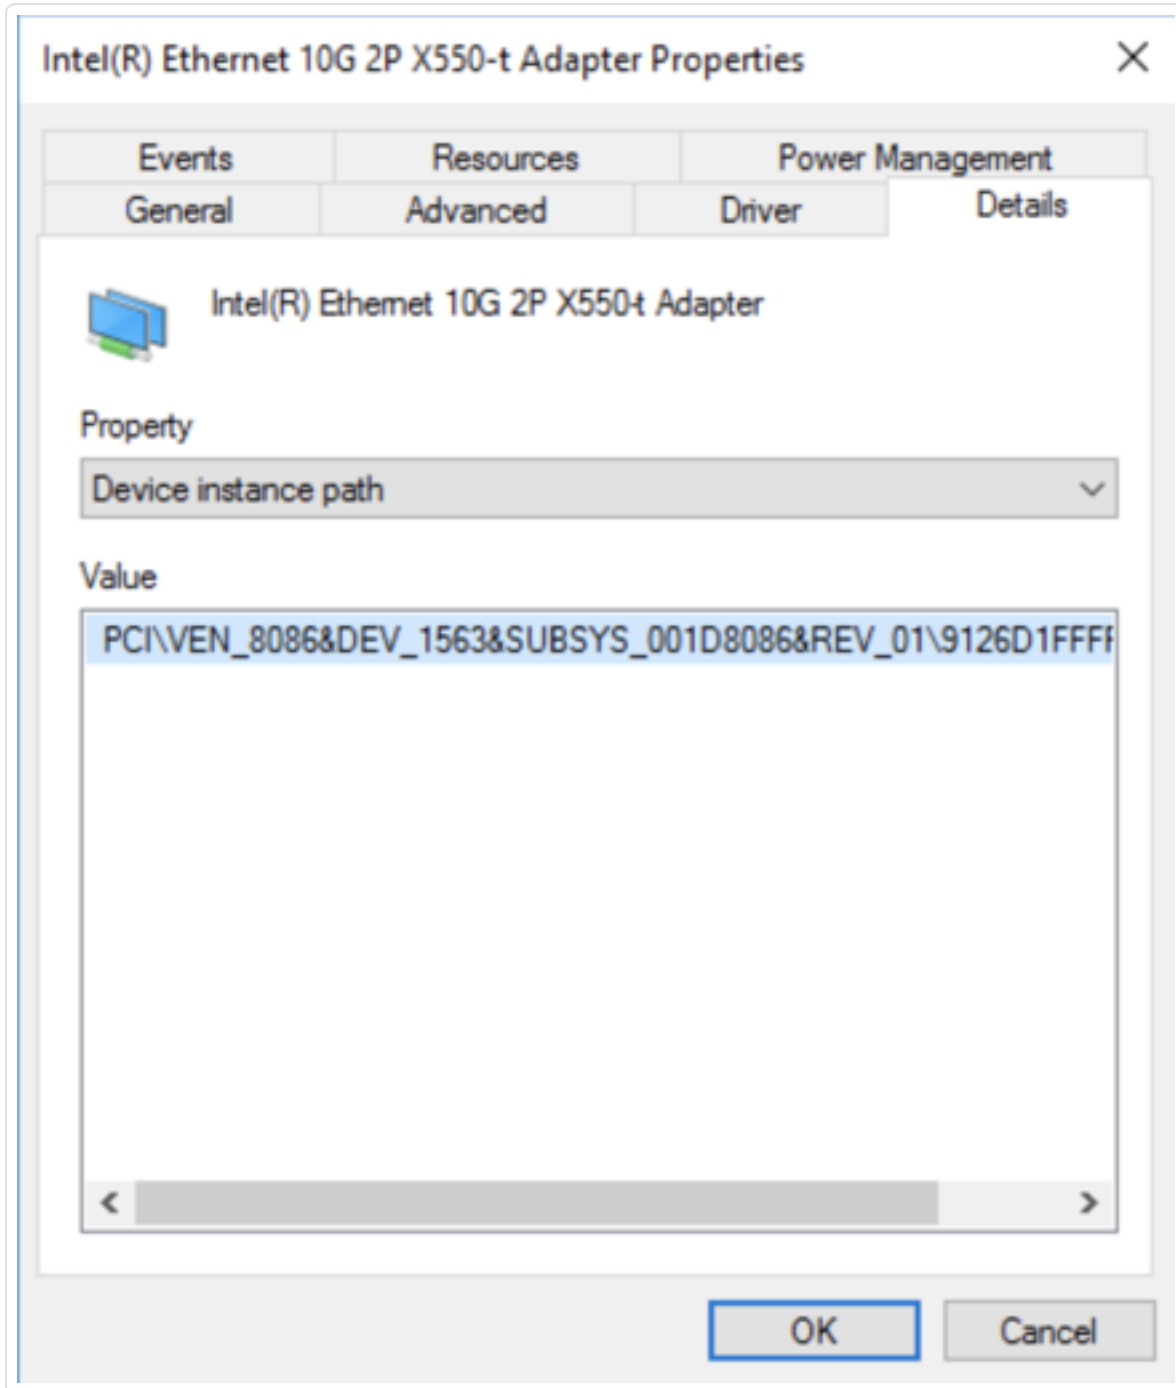 Intel(R) Ethernet 10G 2P X550-t Adapter Properties
Events Resources Power Management
General Advanced Driver Details
Intel(R) Ethernet 10G 2P X550-t Adapter
Property
Device instance path
Value
PCI\VEN_8086&DEV_1563&SUBSYS_001D8086&REV_01\9126D1FFFF
OK Cancel